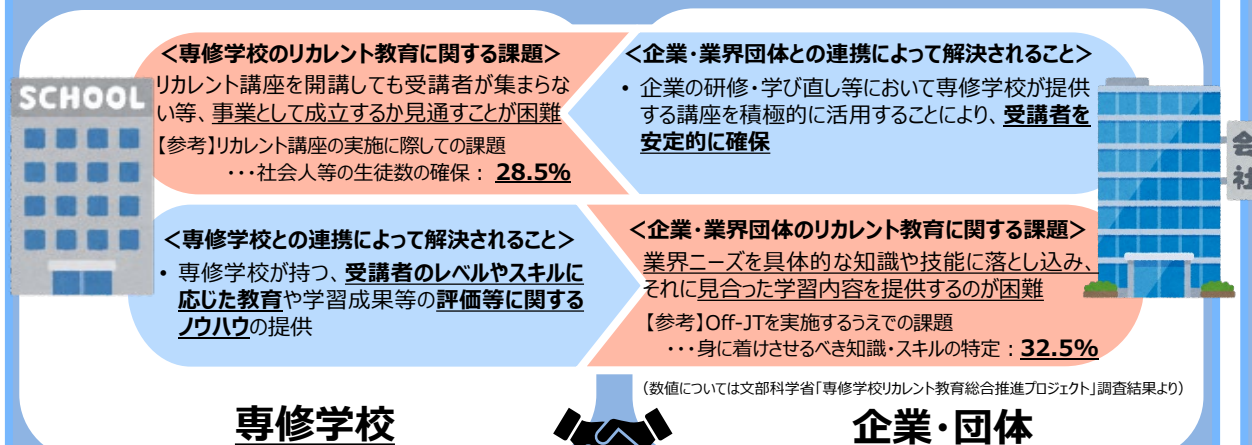 SCHOOL
<専修学校のリカレント教育に関する課題>
リカレント講座を開講しても受講者が集まらな
い等、事業として成立するか見通すことが困難
【参考】リカレント講座の実施に際しての課題
・・・社会人等の生徒数の確保： 28.5%
<企業・業界団体との連携によって解決されること>
• 企業の研修・学び直し等において専修学校が提供
する講座を積極的に活用することにより、受講者を
安定的に確保
会社
<専修学校との連携によって解決されること>
• 専修学校が持つ、受講者のレベルやスキルに
応じた教育や学習成果等の評価等に関する
ノウハウの提供
<企業・業界団体のリカレント教育に関する課題>
業界ニーズを具体的な知識や技能に落とし込み、
それに見合った学習内容を提供するのが困難
【参考】Off-JTを実施するうえでの課題
・・・身に着けさせるべき知識・スキルの特定：32.5%
（数値については文部科学省「専修学校リカレント教育総合推進プロジェクト」調査結果より）
専修学校
企業・団体